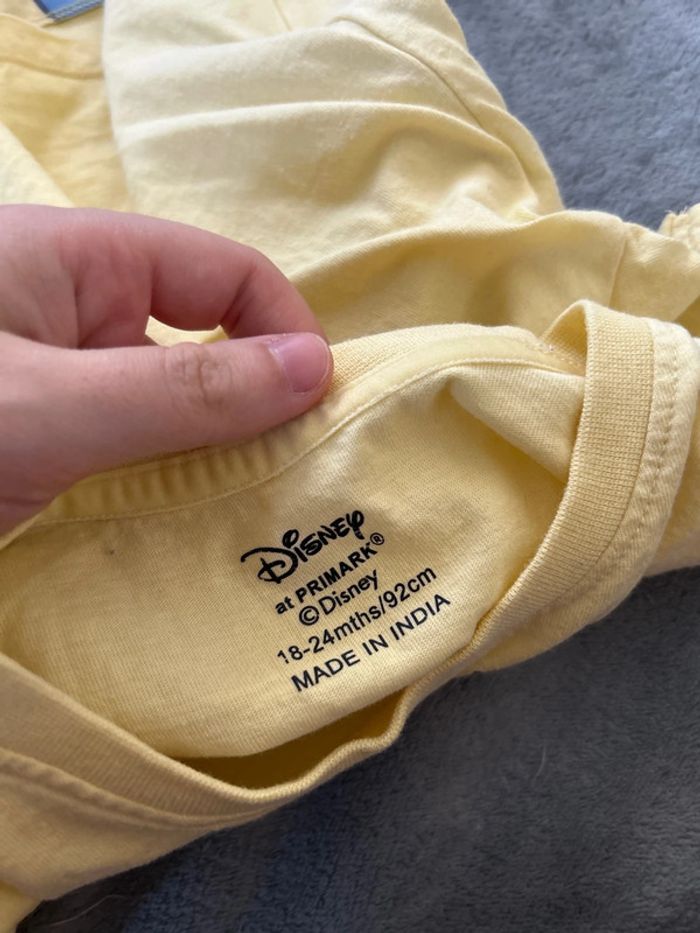 Disney
at PRIMARK®
©Disney
18-24mths/92cm
MADE IN INDIA